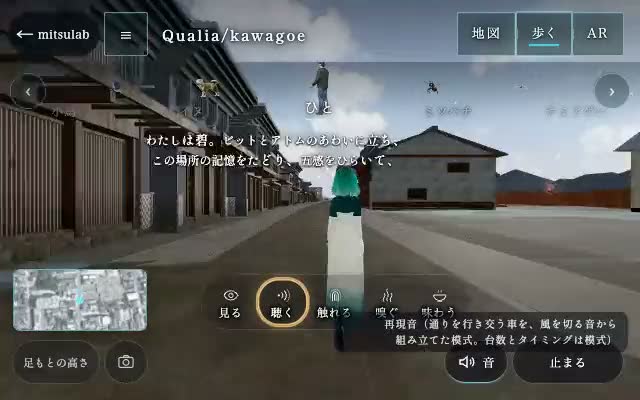 ← mitsulab
Qualia/kawagoe
地図
歩く
AR
ひと
ミツバチ
わたしは碧。ビットとアトムのあわいに立ち、
この場所の記憶をたどり、五感をひらいて、
見る
聴く
触れる
嗅ぐ
味わう
再現音（通りを行き交う車を、風を切る音から
組み立てた模式。台数とタイミングは模式）
足もとの高さ
音
止まる